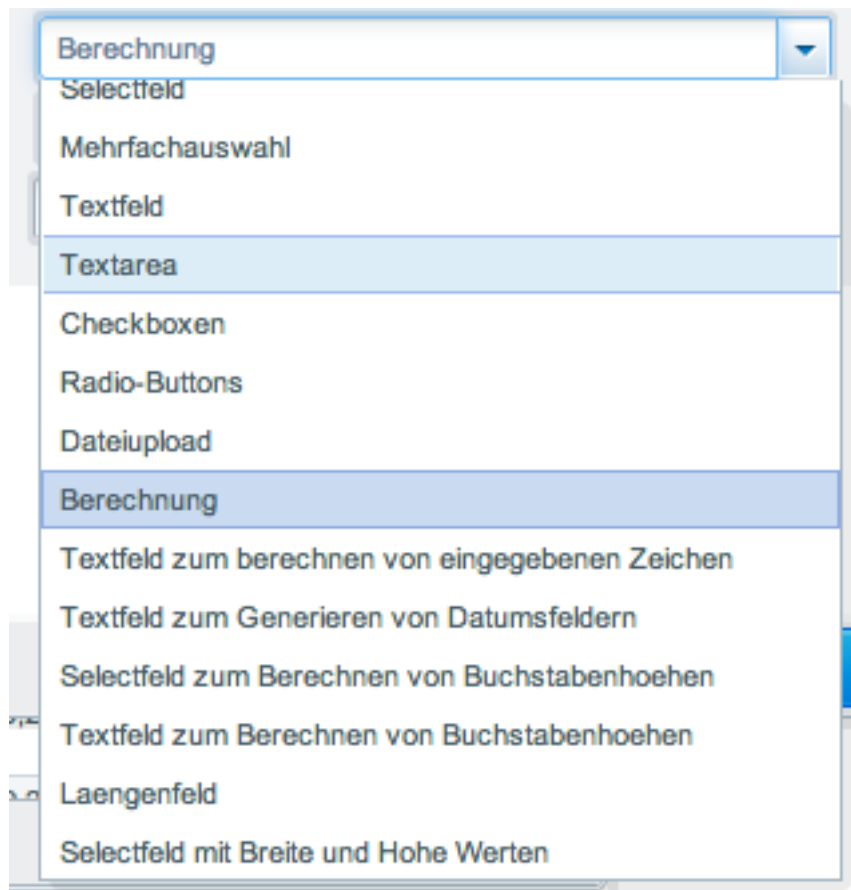 Berechnung
Selectfeld
Mehrfachauswahl
Textfeld
Textarea
Checkboxen
Radio-Buttons
Dateiupload
Berechnung
Textfeld zum berechnen von eingegebenen Zeichen
Textfeld zum Generieren von Datumsfeldern
Selectfeld zum Berechnen von Buchstabenhoehen
Textfeld zum Berechnen von Buchstabenhoehen
Laengenfeld
Selectfeld mit Breite und Hohe Werten